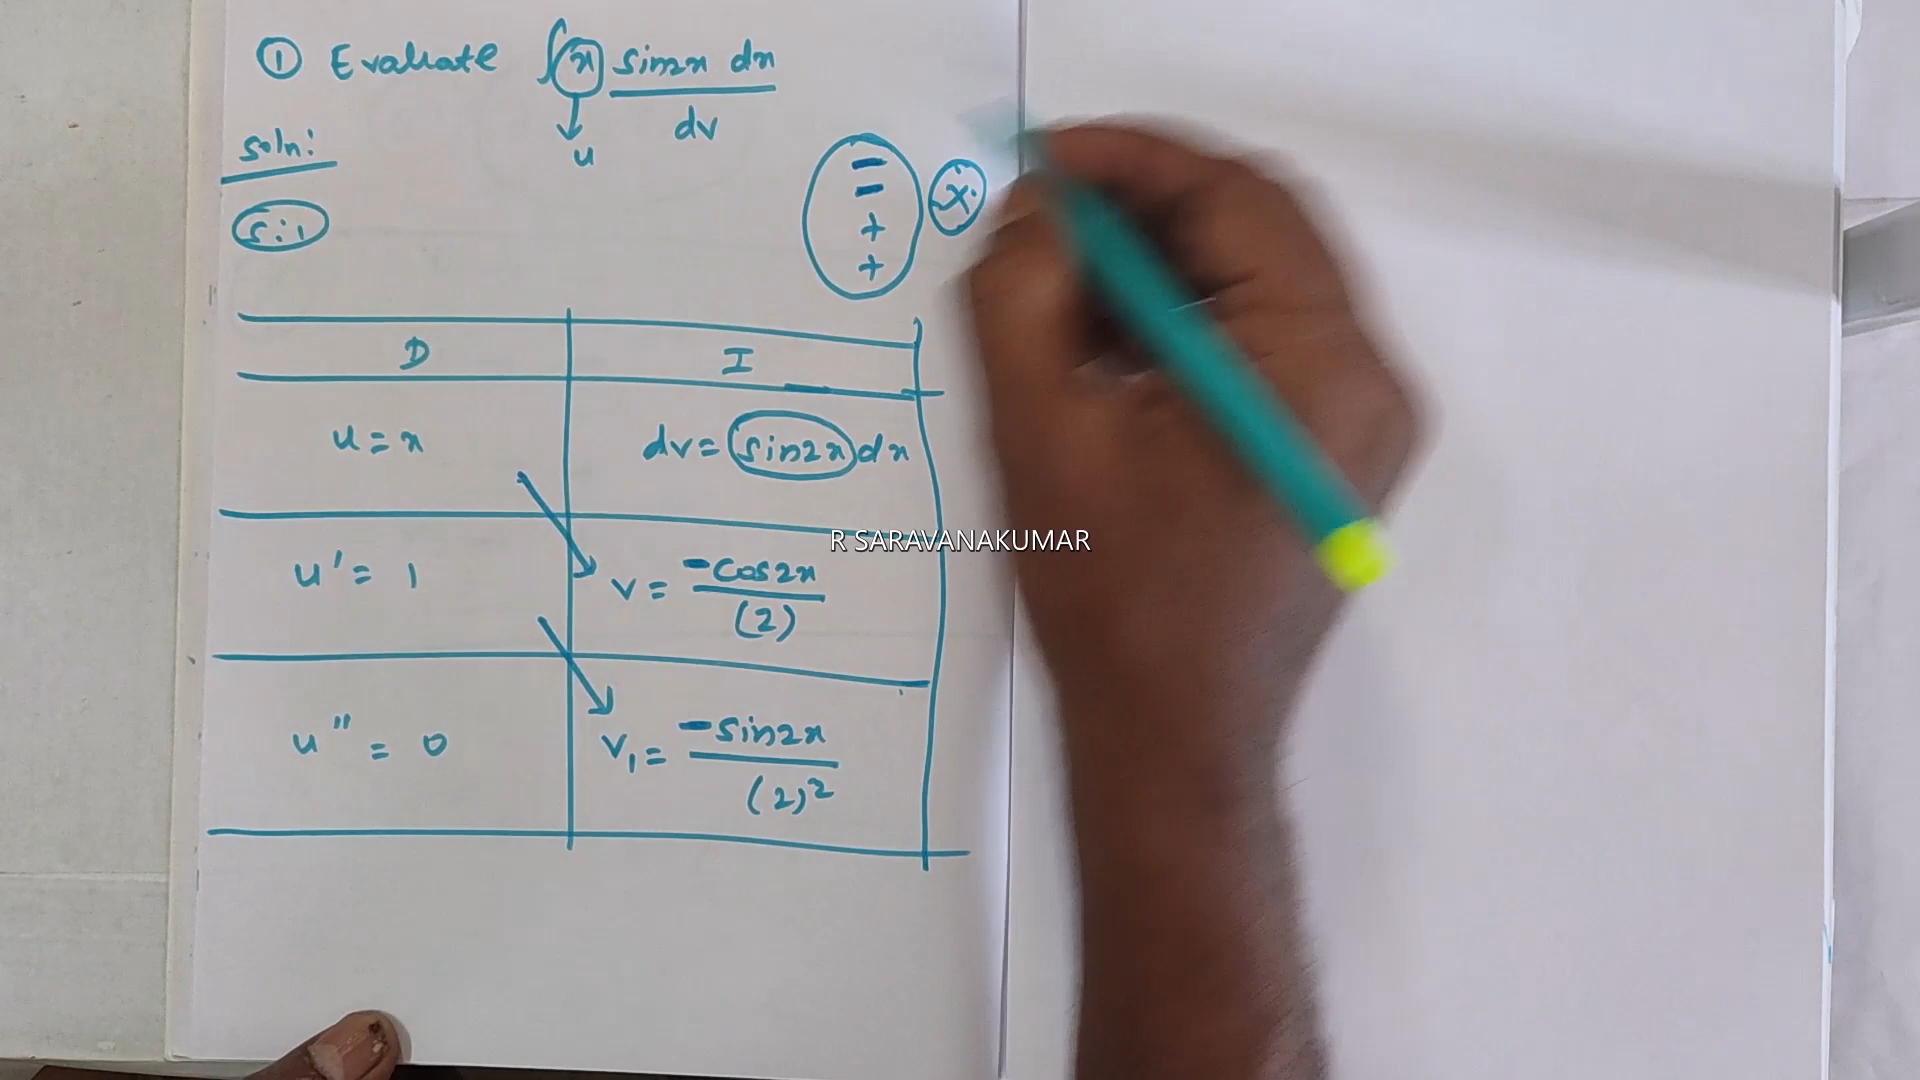 ① Evaluate ∫x sin2x dx
u dv
soln:
S:1
-
-
+
+
D I
u = x dv = sin2x dx
u' = 1 v = -cos2x/(2)
u'' = 0 v₁ = -sin2x/(2)²
R SARAVANAKUMAR